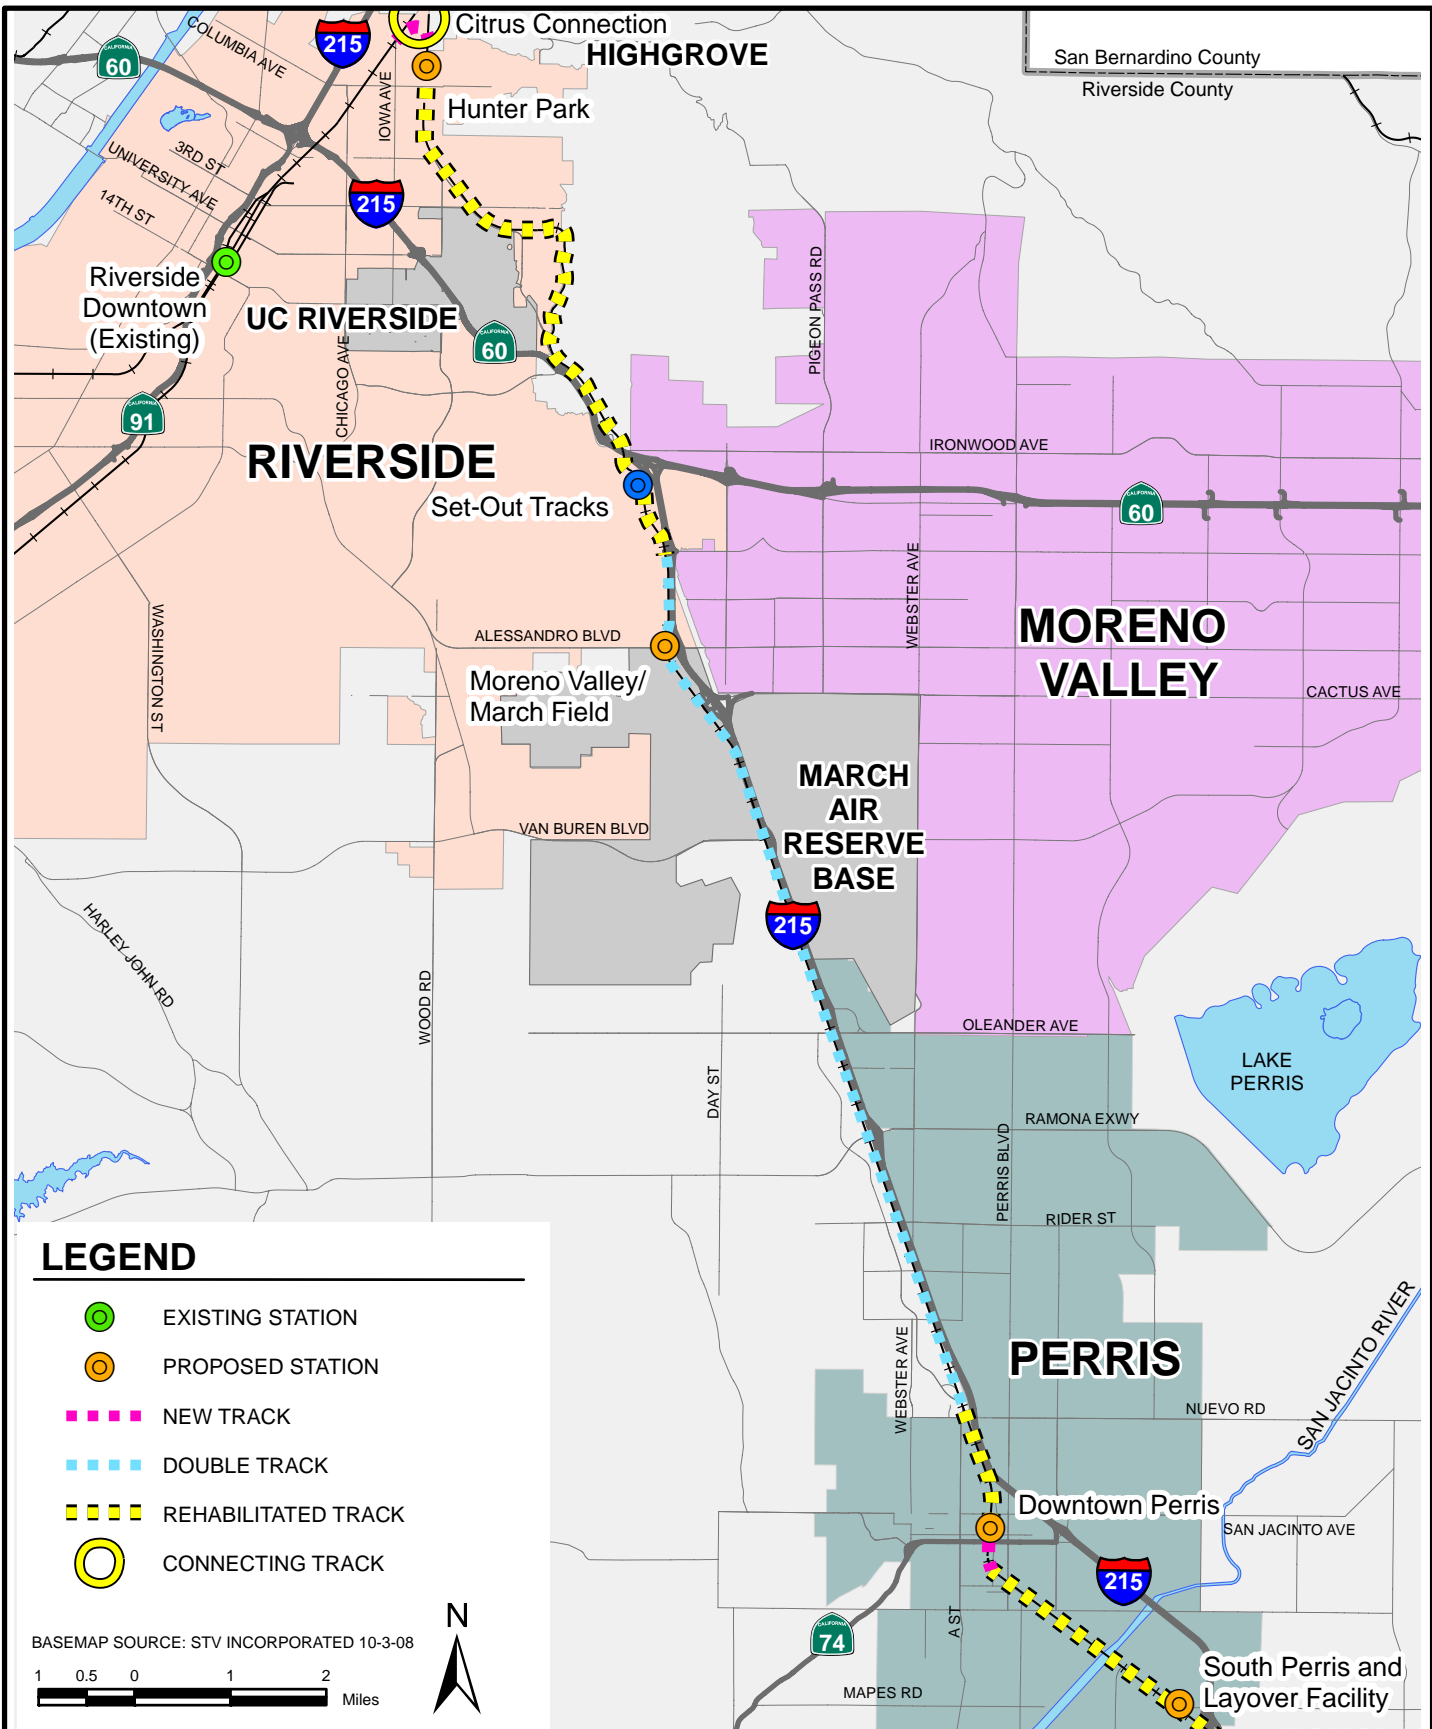 Citrus Connection
HIGHGROVE
San Bernardino County
Riverside County
COLUMBIA AVE
215
CALIFORNIA
60
IOWA AVE
Hunter Park
3RD ST
UNIVERSITY AVE
14TH ST
215
Riverside
Downtown
(Existing)
UC RIVERSIDE
CALIFORNIA
60
PIGEON PASS RD
CHICAGO AVE
CALIFORNIA
91
RIVERSIDE
IRONWOOD AVE
Set-Out Tracks
CALIFORNIA
60
WEBSTER AVE
WASHINGTON ST
ALESSANDRO BLVD
MORENO
VALLEY
Moreno Valley/
March Field
CACTUS AVE
MARCH
AIR
RESERVE
BASE
VAN BUREN BLVD
HARLEY JOHN RD
215
WOOD RD
OLEANDER AVE
LAKE
PERRIS
DAY ST
RAMONA EXWY
PERRIS BLVD
RIDER ST
SAN JACINTO RIVER
PERRIS
WEBSTER AVE
NUEVO RD
Downtown Perris
SAN JACINTO AVE
215
A ST
CALIFORNIA
74
South Perris and
Layover Facility
MAPES RD
LEGEND
EXISTING STATION
PROPOSED STATION
NEW TRACK
DOUBLE TRACK
REHABILITATED TRACK
CONNECTING TRACK
N
BASEMAP SOURCE: STV INCORPORATED 10-3-08
1 0.5 0 1 2
Miles